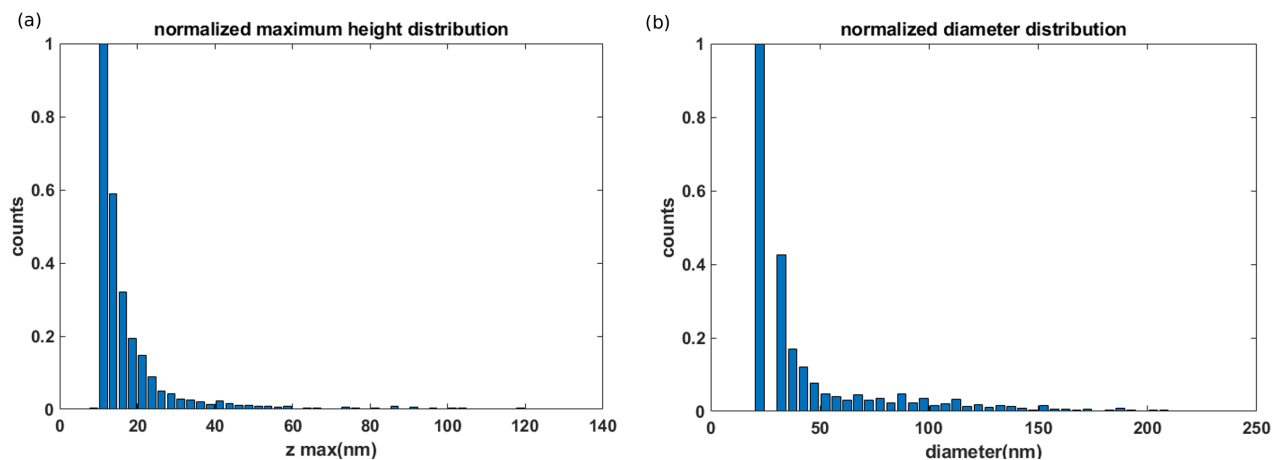 (a)
normalized maximum height distribution
1
0.8
0.6
0.4
0.2
0
counts
0 20 40 60 80 100 120 140
z max(nm)
(b)
normalized diameter distribution
1
0.8
0.6
0.4
0.2
0
counts
0 50 100 150 200 250
diameter(nm)